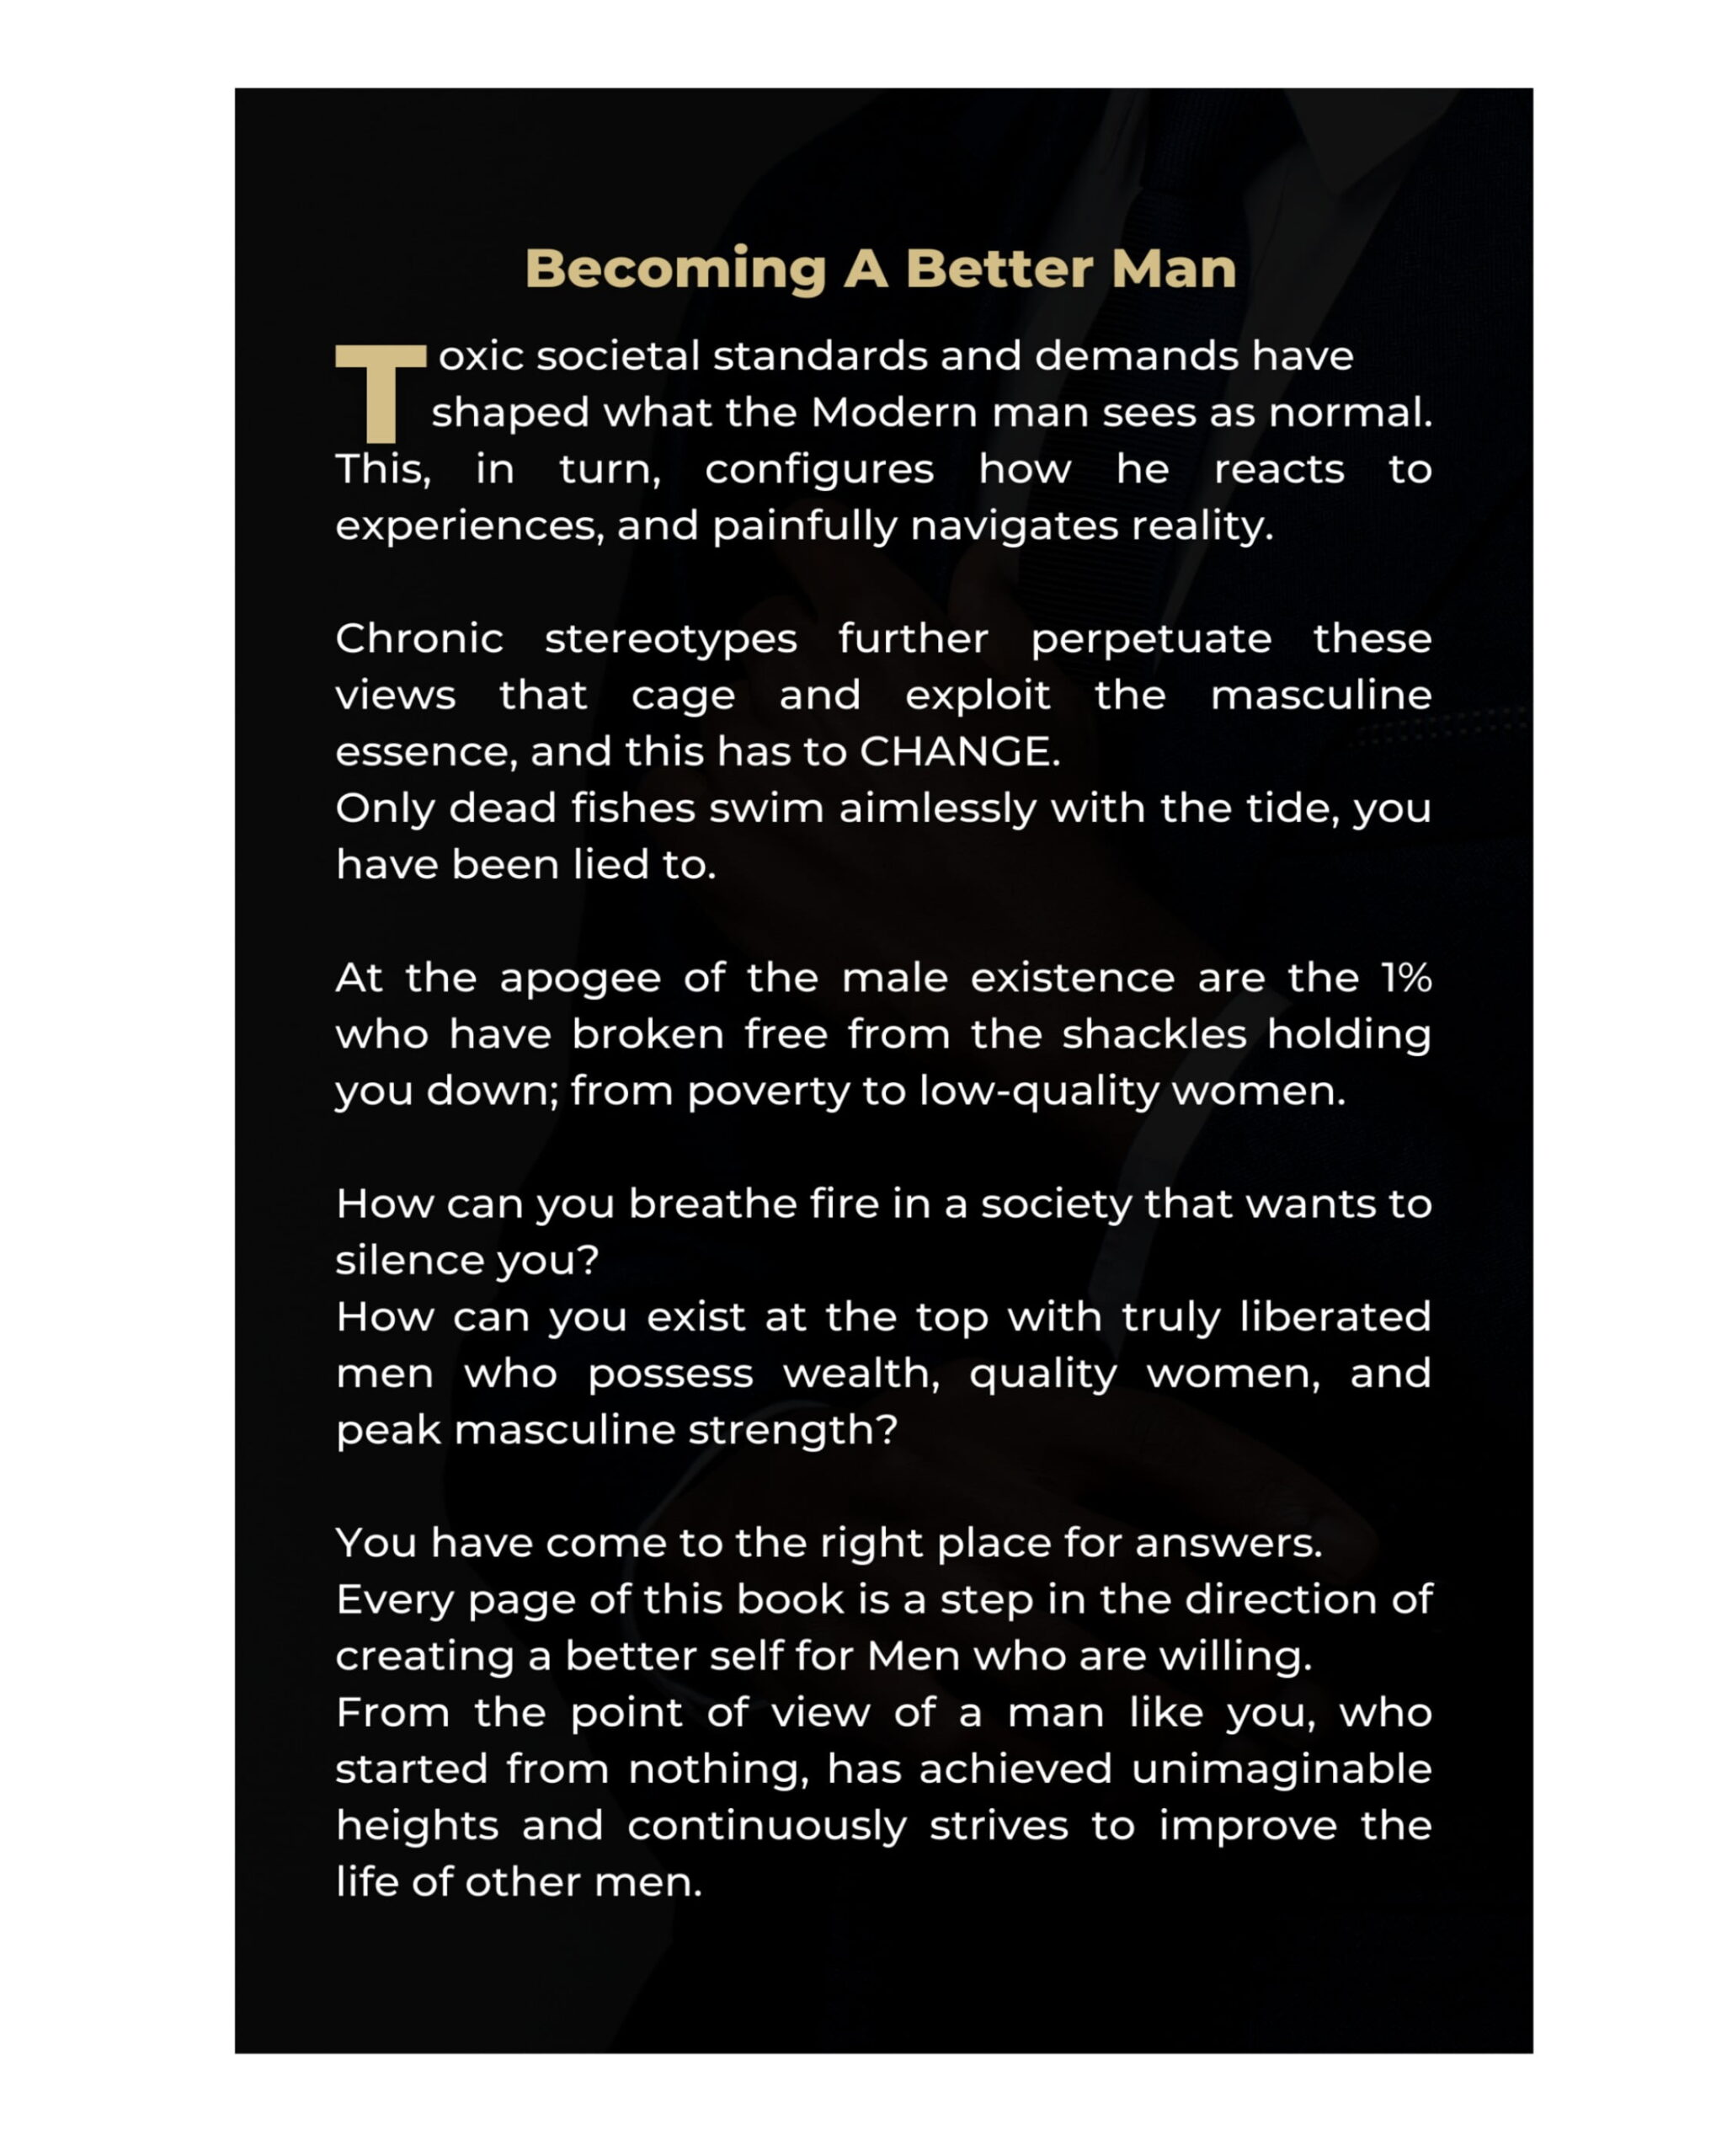 Becoming A Better Man
Toxic societal standards and demands have
shaped what the Modern man sees as normal.
This, in turn, configures how he reacts to
experiences, and painfully navigates reality.
Chronic stereotypes further perpetuate these
views that cage and exploit the masculine
essence, and this has to CHANGE.
Only dead fishes swim aimlessly with the tide, you
have been lied to.
At the apogee of the male existence are the 1%
who have broken free from the shackles holding
you down; from poverty to low-quality women.
How can you breathe fire in a society that wants to
silence you?
How can you exist at the top with truly liberated
men who possess wealth, quality women, and
peak masculine strength?
You have come to the right place for answers.
Every page of this book is a step in the direction of
creating a better self for Men who are willing.
From the point of view of a man like you, who
started from nothing, has achieved unimaginable
heights and continuously strives to improve the
life of other men.